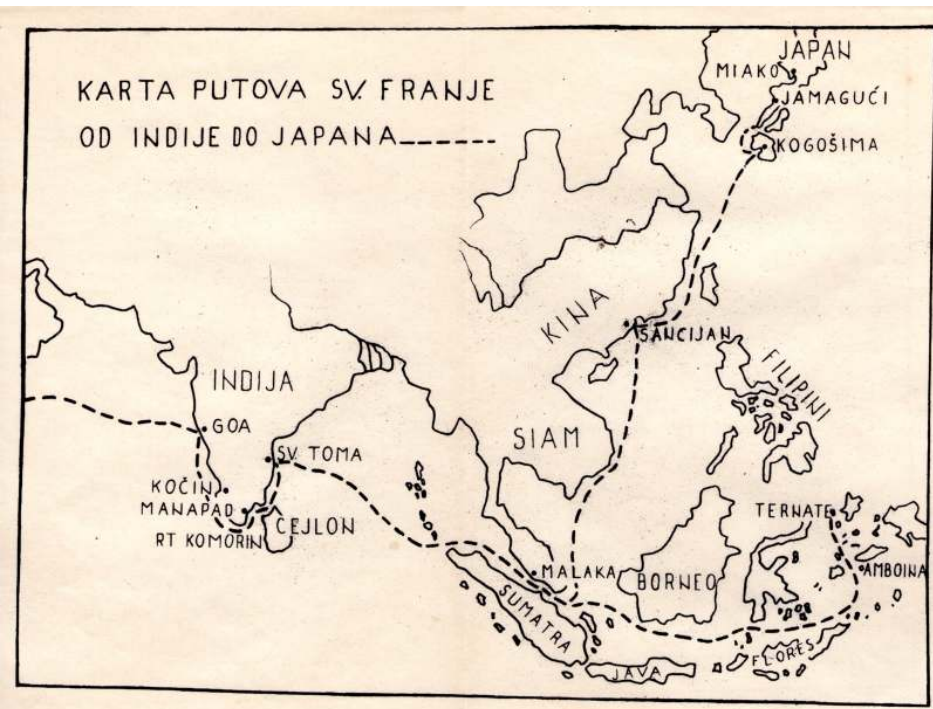 KARTA PUTOVA SV. FRANJE
OD INDIJE DO JAPANA
JAPAN
MIAKO
JAMAGUĆI
KOGOŠIMA
KINA
SANCIJAN
INDIJA
FILIPINI
GOA
SIAM
SV. TOMA
KOČIN
MANAPAD
CEJLON
RT KOMORIN
TERNATE
MALAKA
BORNEO
AMBOINA
SUMATRA
FLORES
JAVA